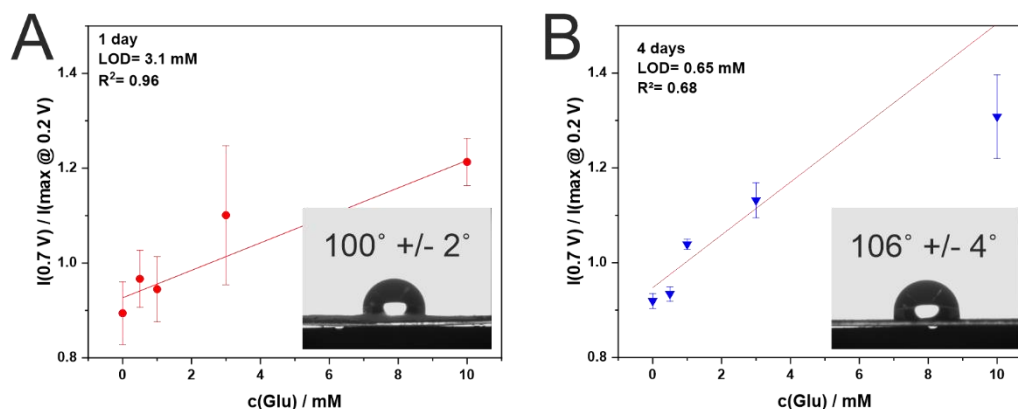 A
1 day
LOD= 3.1 mM
R²= 0.96
I(0.7 V) / I(max @ 0.2 V)
1.4
1.2
1.0
0.8
100˚ +/- 2˚
0
2
4
6
8
10
c(Glu) / mM
B
4 days
LOD= 0.65 mM
R²= 0.68
I(0.7 V) / I(max @ 0.2 V)
1.4
1.2
1.0
0.8
106˚ +/- 4˚
0
2
4
6
8
10
c(Glu) / mM